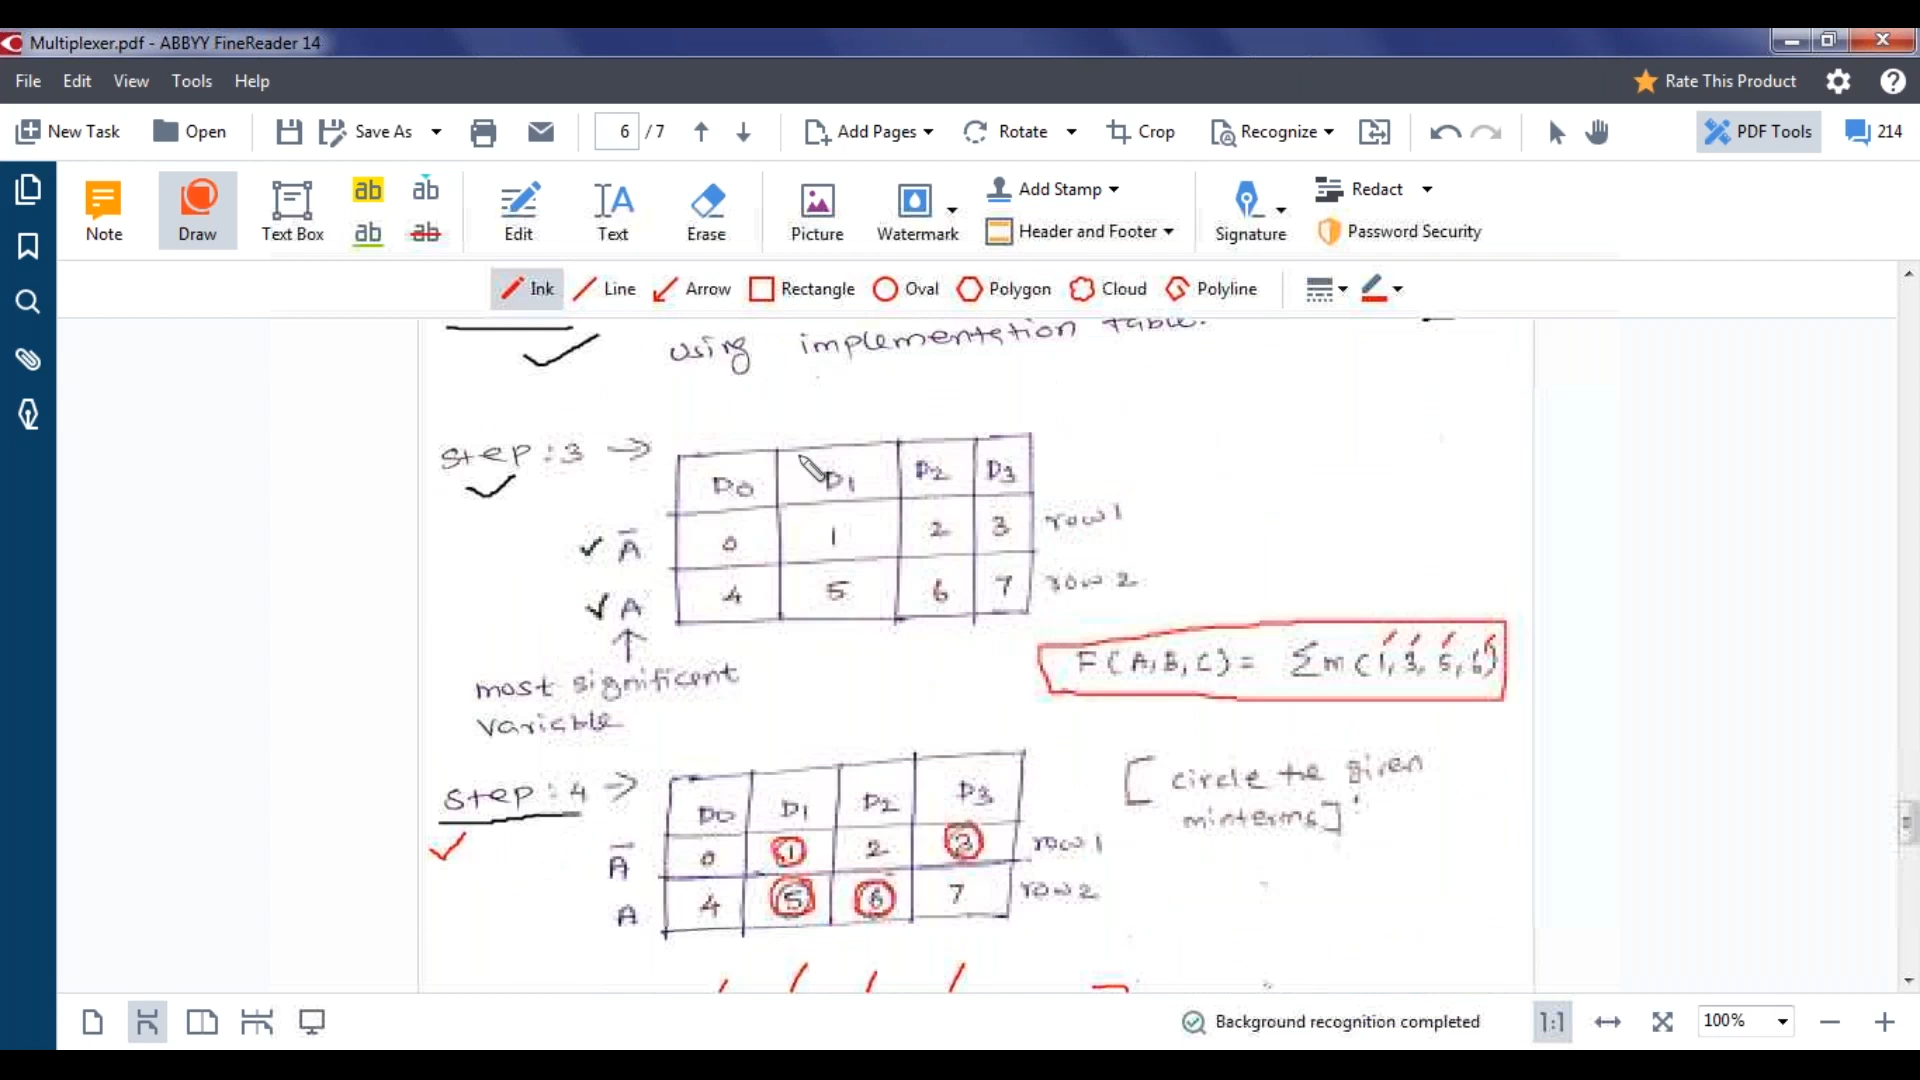 Multiplexer.pdf - ABBYY FineReader 14
File Edit View Tools Help
Rate This Product
New Task Open Save As 6 / 7 Add Pages Rotate Crop Recognize PDF Tools 214
Note Draw Text Box ab ab ab ab Edit Text Erase Picture Watermark Add Stamp Header and Footer Signature Redact Password Security
Ink Line Arrow Rectangle Oval Polygon Cloud Polyline
using implementation table.
step : 3 →
D0 D1 D2 D3
Ā 0 1 2 3 row 1
A 4 5 6 7 row 2
most significant
variable
F(A,B,C) = Σm(1,3,5,6)
step : 4 →
[circle the given
minterms]
D0 D1 D2 D3
Ā 0 1 2 3 row 1
A 4 5 6 7 row 2
Background recognition completed 1:1 100%